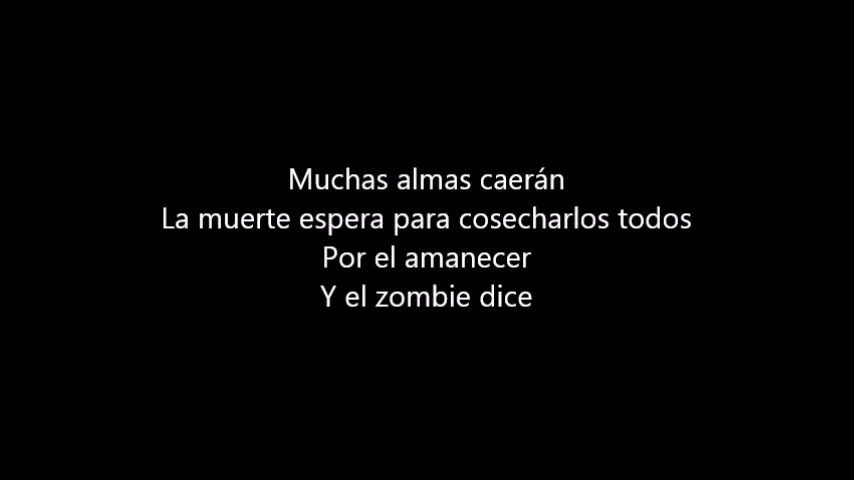 Muchas almas caerán
La muerte espera para cosecharlos todos
Por el amanecer
Y el zombie dice